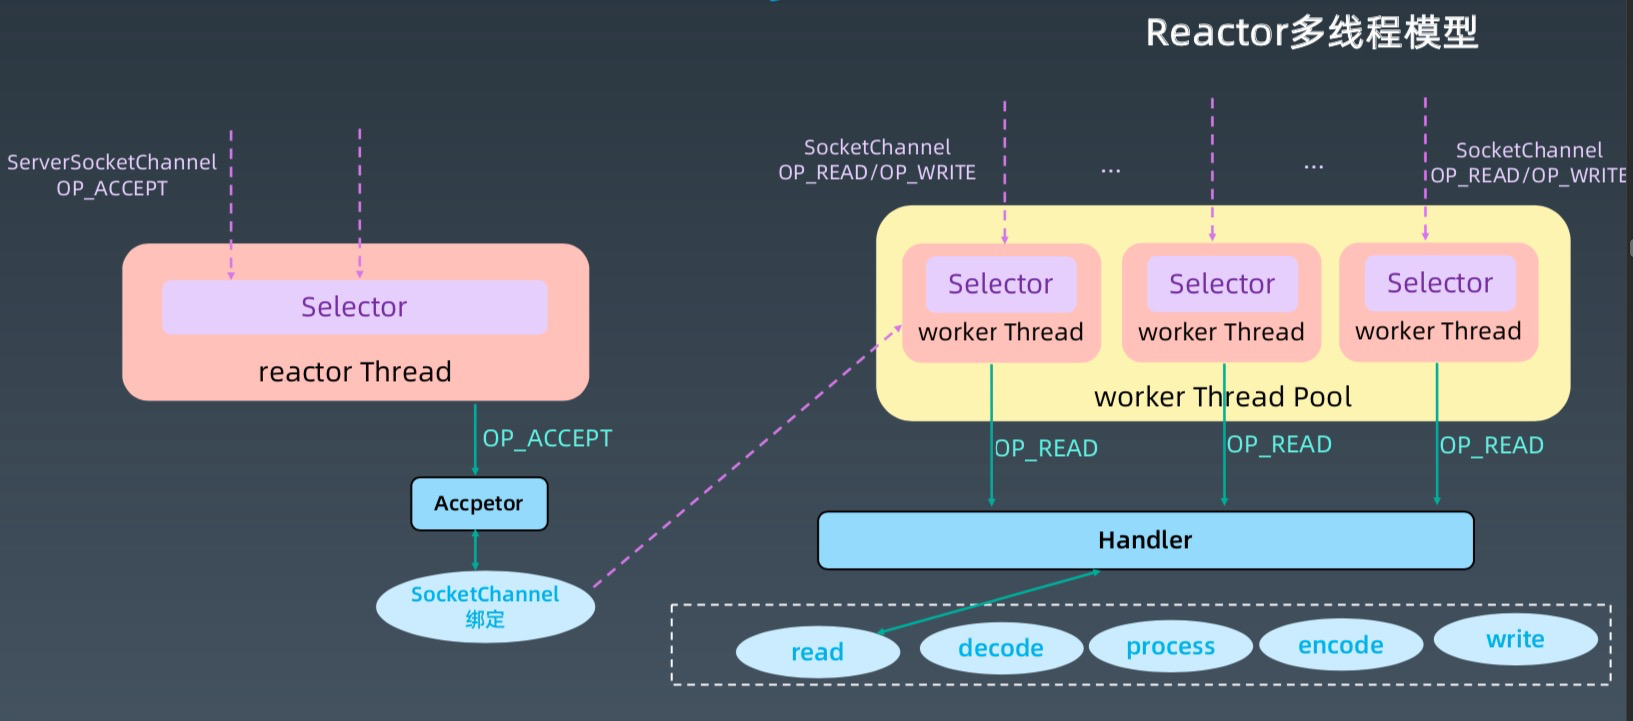 Reactor多线程模型
ServerSocketChannel
OP_ACCEPT
SocketChannel
OP_READ/OP_WRITE
...
...
SocketChannel
OP_READ/OP_WRITE
Selector
reactor Thread
Selector
worker Thread
Selector
worker Thread
Selector
worker Thread
worker Thread Pool
OP_ACCEPT
OP_READ
OP_READ
OP_READ
Accpetor
Handler
SocketChannel
绑定
read
decode
process
encode
write